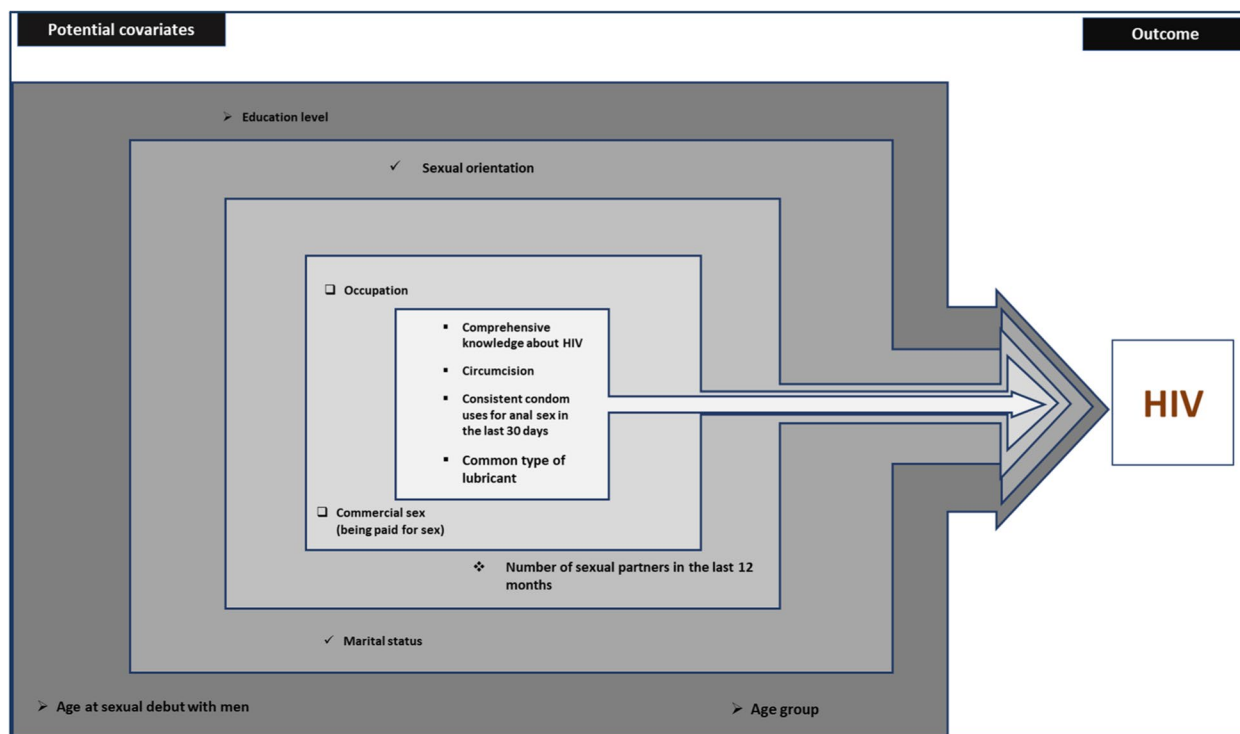 Potential covariates
Outcome
➢ Education level
✓ Sexual orientation
❑ Occupation
▪ Comprehensive
knowledge about HIV
▪ Circumcision
▪ Consistent condom
uses for anal sex in
the last 30 days
▪ Common type of
lubricant
HIV
❑ Commercial sex
(being paid for sex)
❖ Number of sexual partners in the last 12
months
✓ Marital status
➢ Age at sexual debut with men
➢ Age group